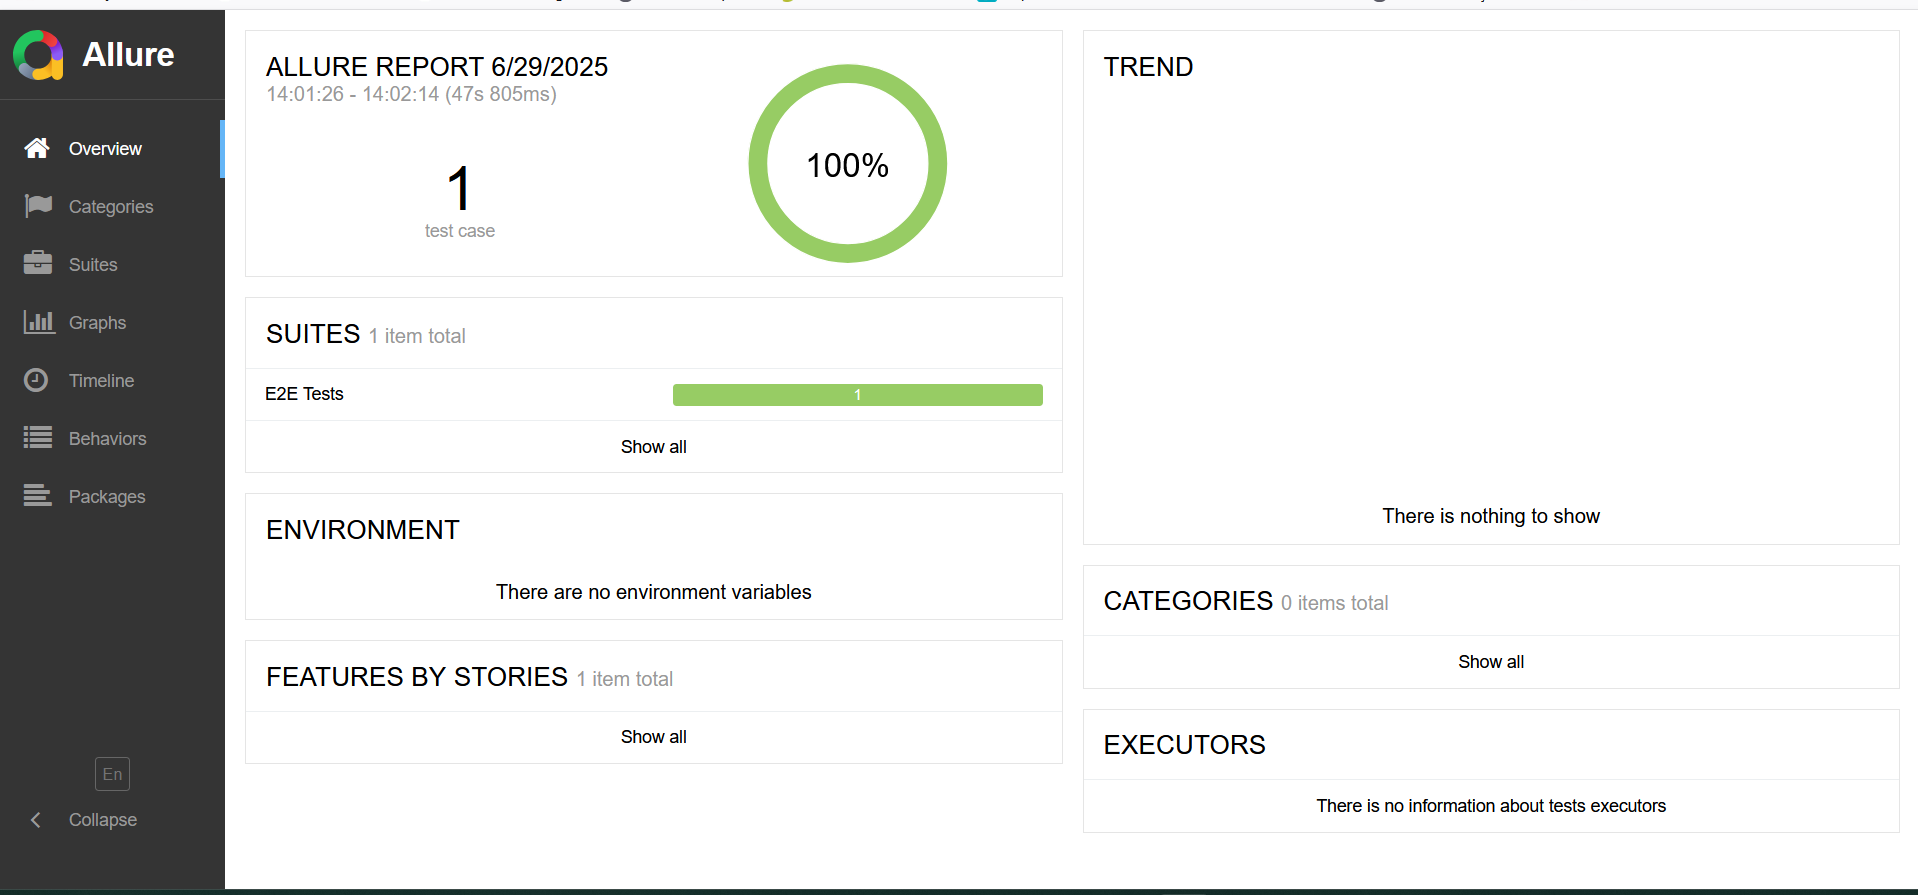 Allure
Overview
Categories
Suites
Graphs
Timeline
Behaviors
Packages
En
Collapse
ALLURE REPORT 6/29/2025
14:01:26 - 14:02:14 (47s 805ms)
1
test case
100%
SUITES 1 item total
E2E Tests
1
Show all
ENVIRONMENT
There are no environment variables
FEATURES BY STORIES 1 item total
Show all
TREND
There is nothing to show
CATEGORIES 0 items total
Show all
EXECUTORS
There is no information about tests executors